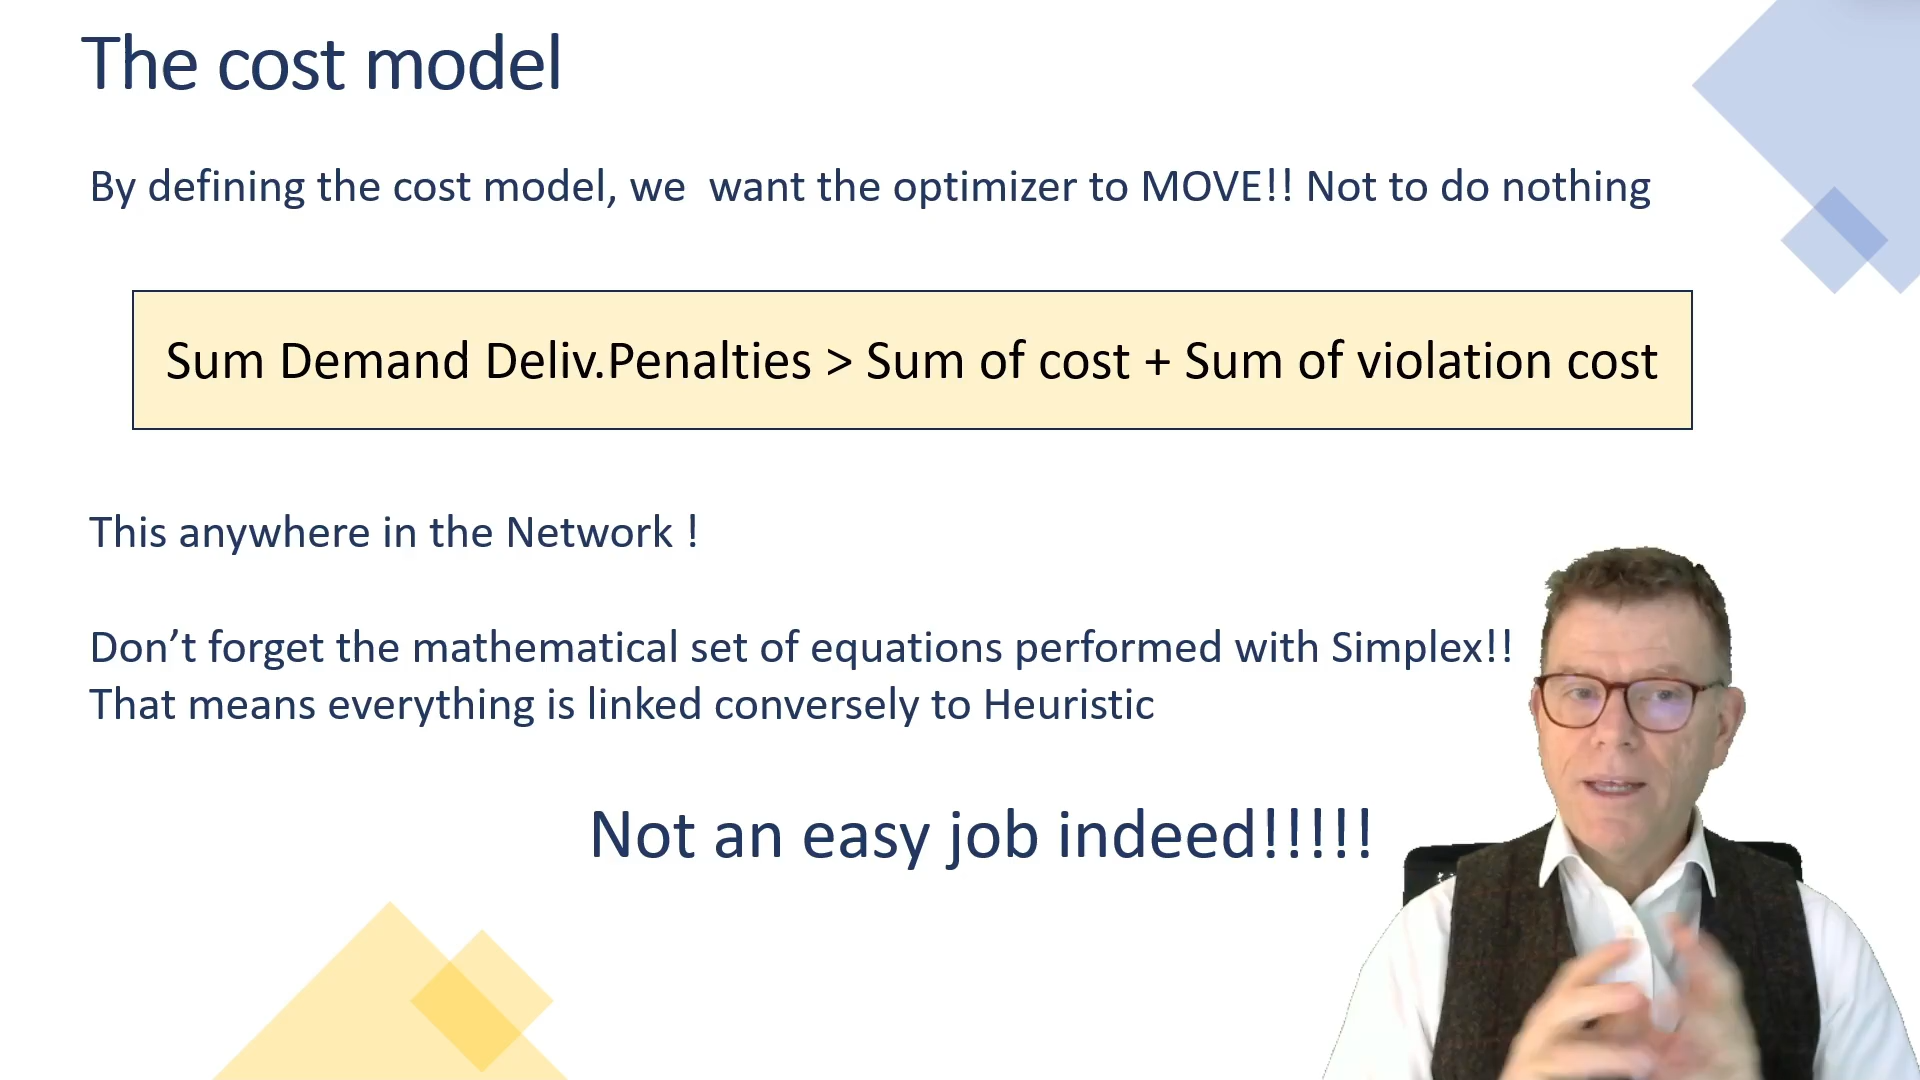 The cost model
By defining the cost model, we  want the optimizer to MOVE!! Not to do nothing
Sum Demand Deliv.Penalties > Sum of cost + Sum of violation cost
This anywhere in the Network !
Don’t forget the mathematical set of equations performed with Simplex!!
That means everything is linked conversely to Heuristic
Not an easy job indeed!!!!!